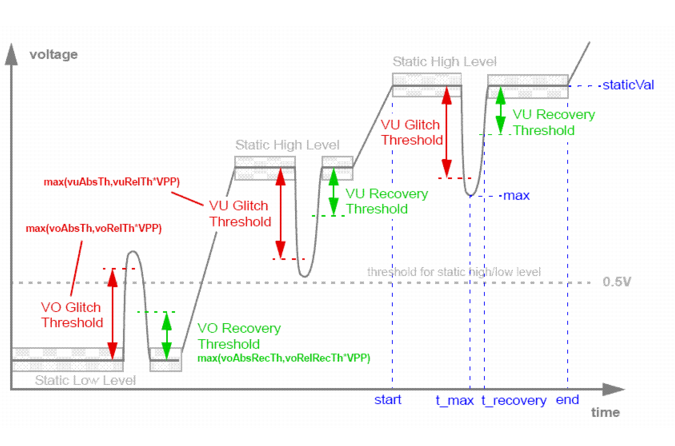 voltage
Static High Level
staticVal
VU Recovery
Threshold
VU Glitch
Threshold
Static High Level
max(vuAbsTh,vuRelTh*VPP)
VU Glitch
Threshold
VU Recovery
Threshold
max
max(voAbsTh,voRelTh*VPP)
threshold for static high/low level
0.5V
VO Glitch
Threshold
VO Recovery
Threshold
max(voAbsRecTh,voRelRecTh*VPP)
Static Low Level
start
t_max
t_recovery
end
time